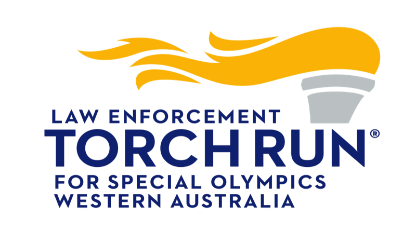 LAW ENFORCEMENT
TORCH RUN®
FOR SPECIAL OLYMPICS
WESTERN AUSTRALIA